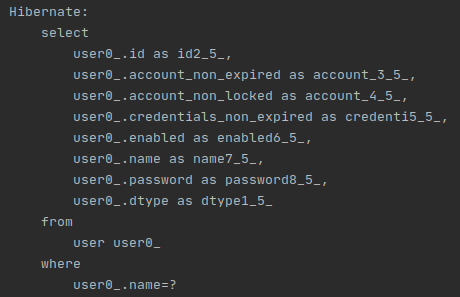 Hibernate:
    select
        user0_.id as id2_5_,
        user0_.account_non_expired as account_3_5_,
        user0_.account_non_locked as account_4_5_,
        user0_.credentials_non_expired as credenti5_5_,
        user0_.enabled as enabled6_5_,
        user0_.name as name7_5_,
        user0_.password as password8_5_,
        user0_.dtype as dtype1_5_
    from
        user user0_
    where
        user0_.name=?